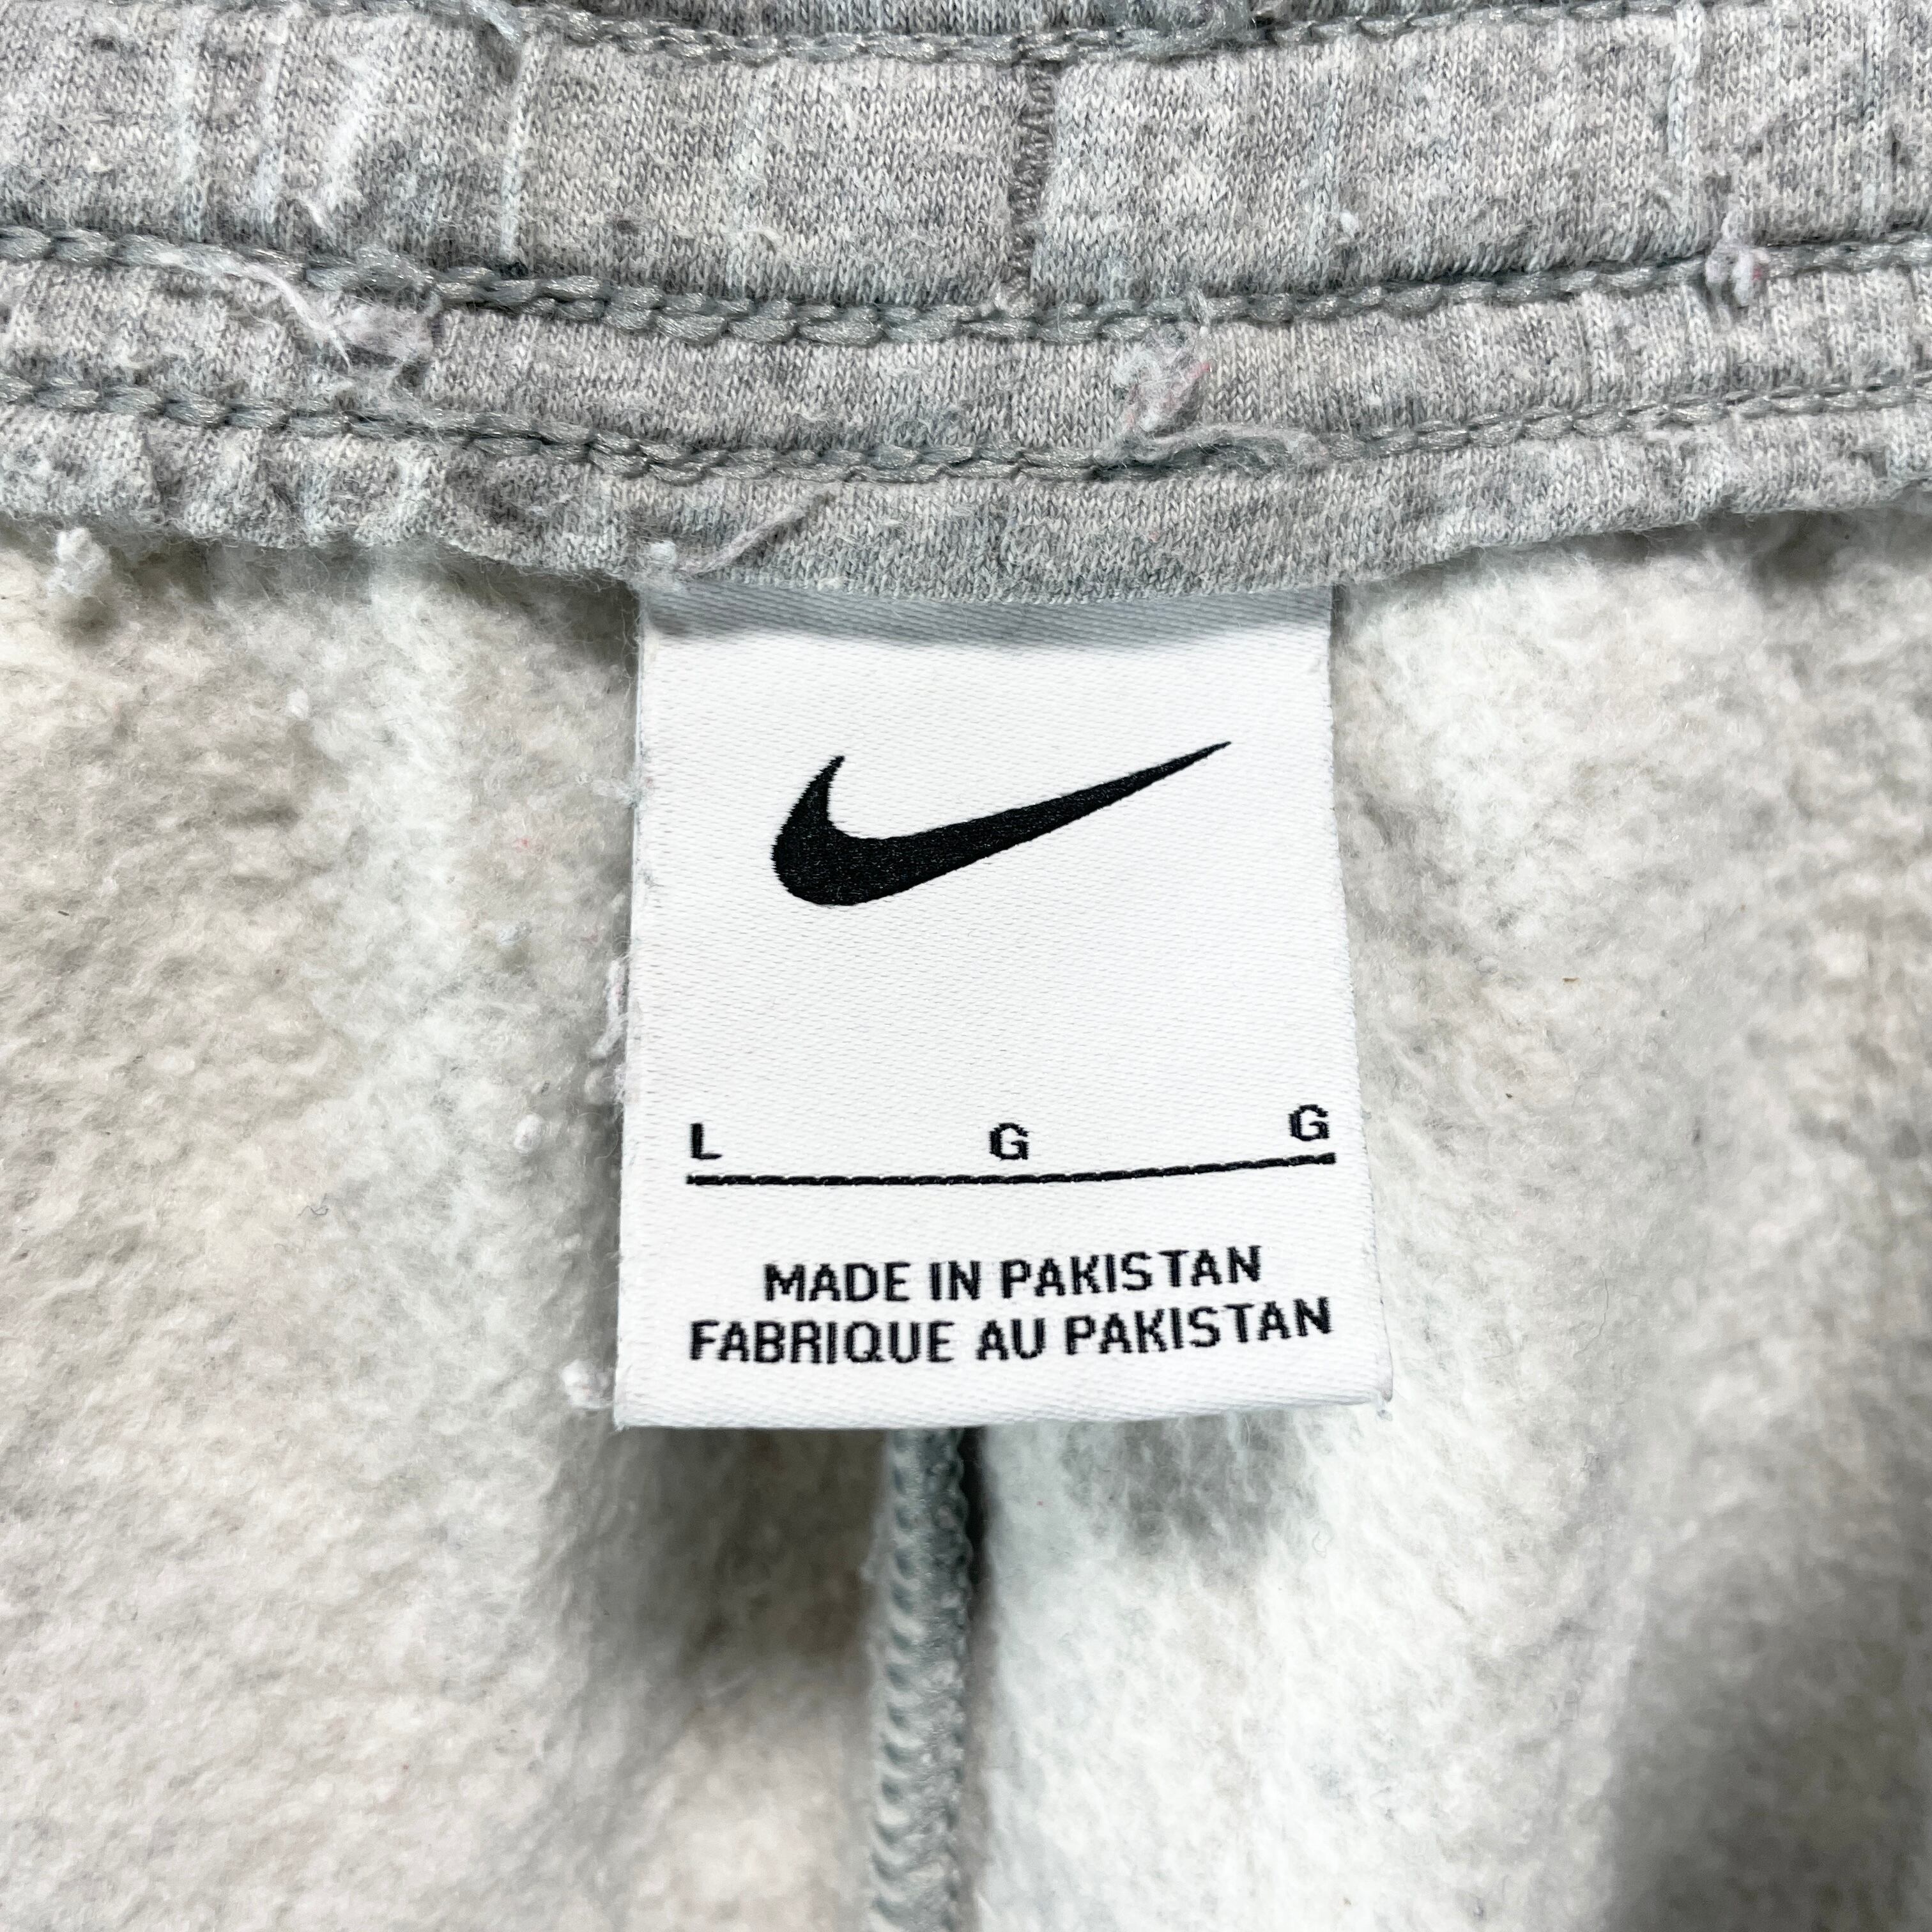 L G G
MADE IN PAKISTAN
FABRIQUE AU PAKISTAN